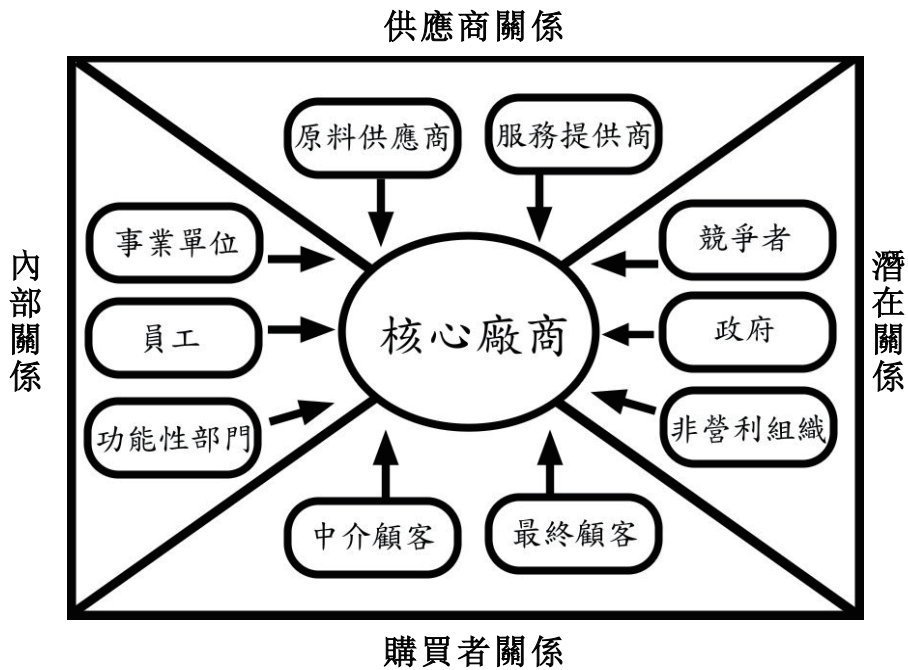 供應商關係
原料供應商
服務提供商
事業單位
競爭者
內部關係
員工
核心廠商
政府
潛在關係
功能性部門
非營利組織
中介顧客
最終顧客
購買者關係